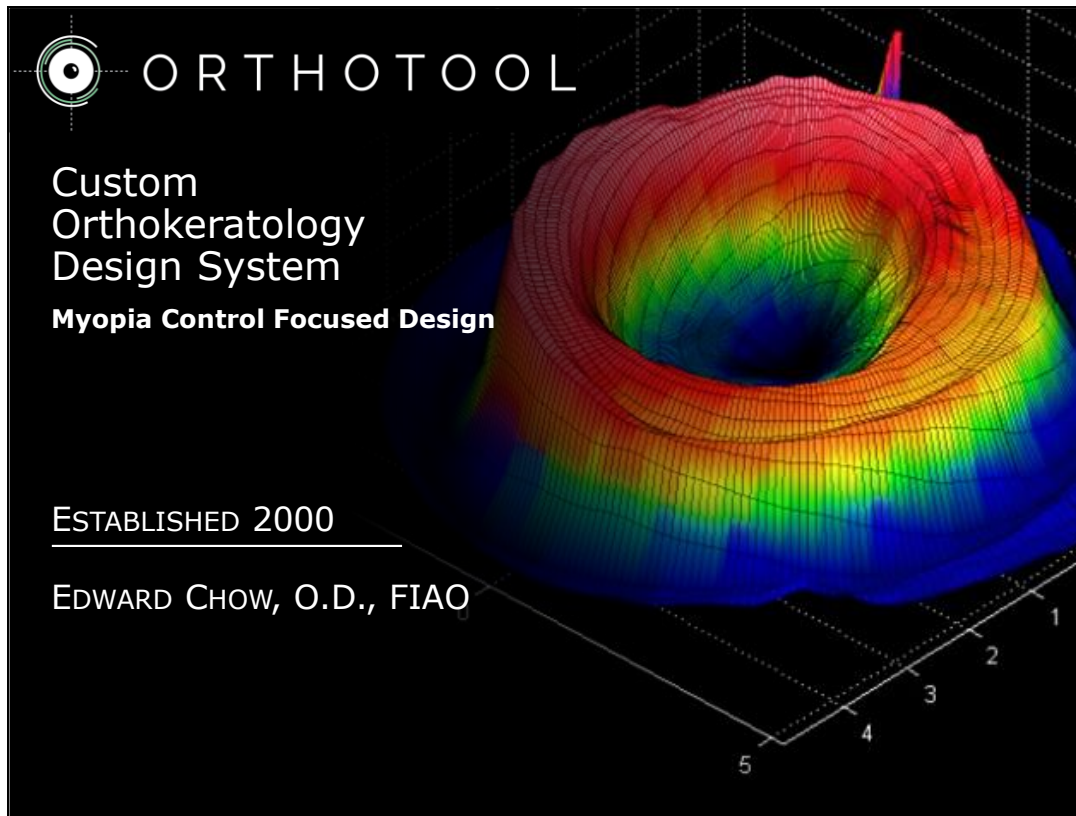 ORTHOTOOL
Custom
Orthokeratology
Design System
Myopia Control Focused Design
ESTABLISHED 2000
EDWARD CHOW, O.D., FIAO
0
1
2
3
4
5